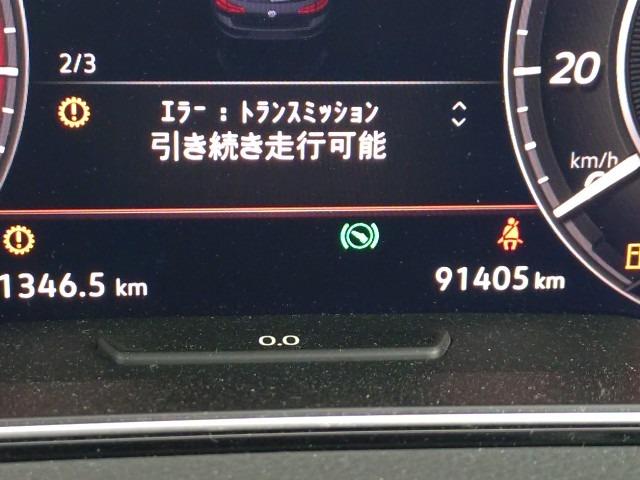 2/3
エラー : トランスミッション
引き続き走行可能
20
km/h
1346.5 km
91405 km
0.0